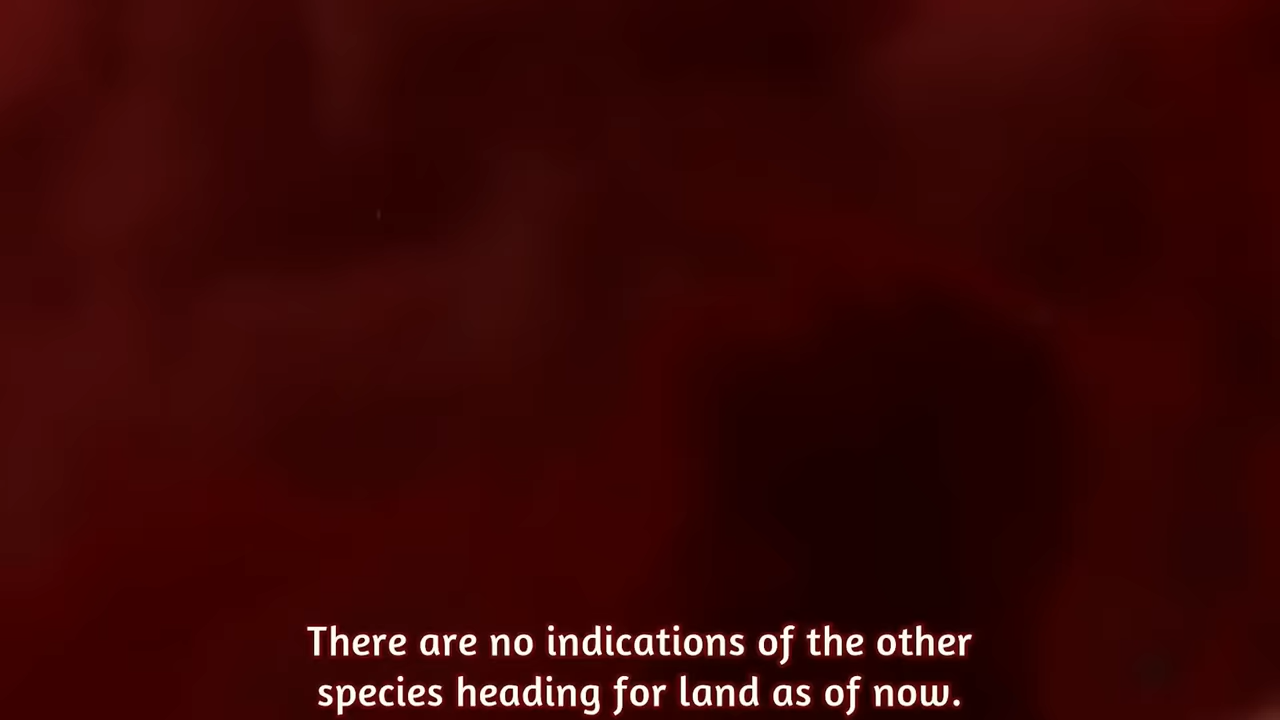 There are no indications of the other
species heading for land as of now.